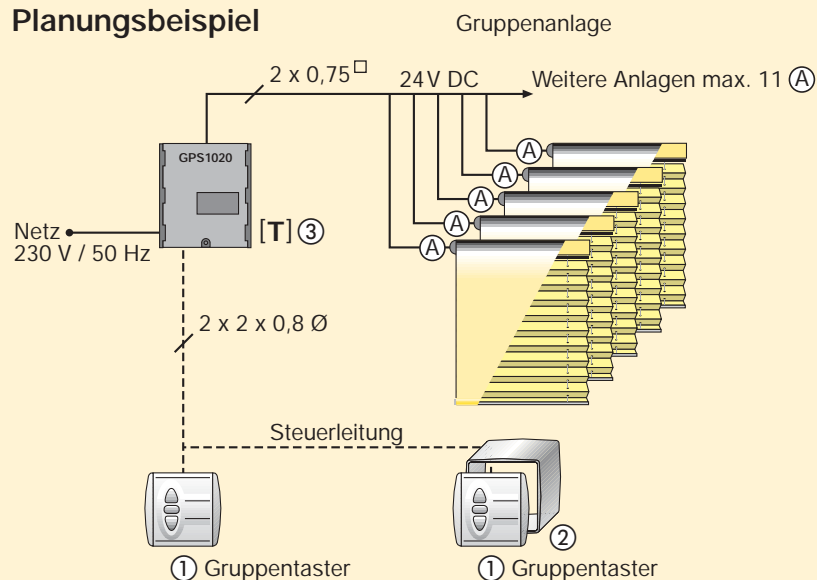 Planungsbeispiel
Gruppenanlage
2 x 0,75□
24V DC
Weitere Anlagen max. 11 Ⓐ
GPS1020
Ⓐ
Ⓐ
Ⓐ
Ⓐ
Ⓐ
[T] ③
Netz
230 V / 50 Hz
2 x 2 x 0,8 Ø
Steuerleitung
②
① Gruppentaster
① Gruppentaster